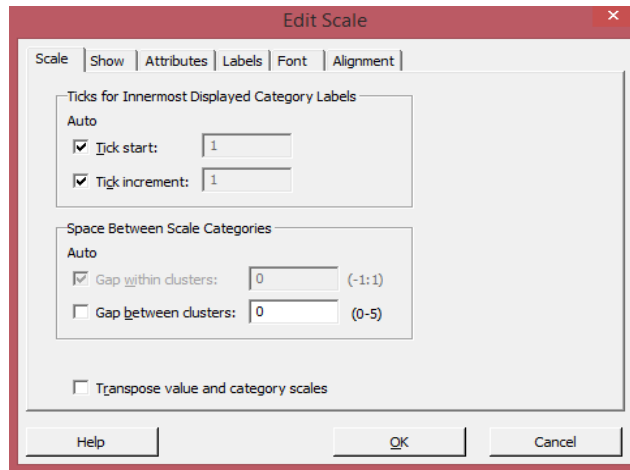 Edit Scale
Scale Show Attributes Labels Font Alignment
Ticks for Innermost Displayed Category Labels
Auto
Tick start: 1
Tick increment: 1
Space Between Scale Categories
Auto
Gap within clusters: 0 (-1:1)
Gap between clusters: 0 (0-5)
Transpose value and category scales
Help OK Cancel